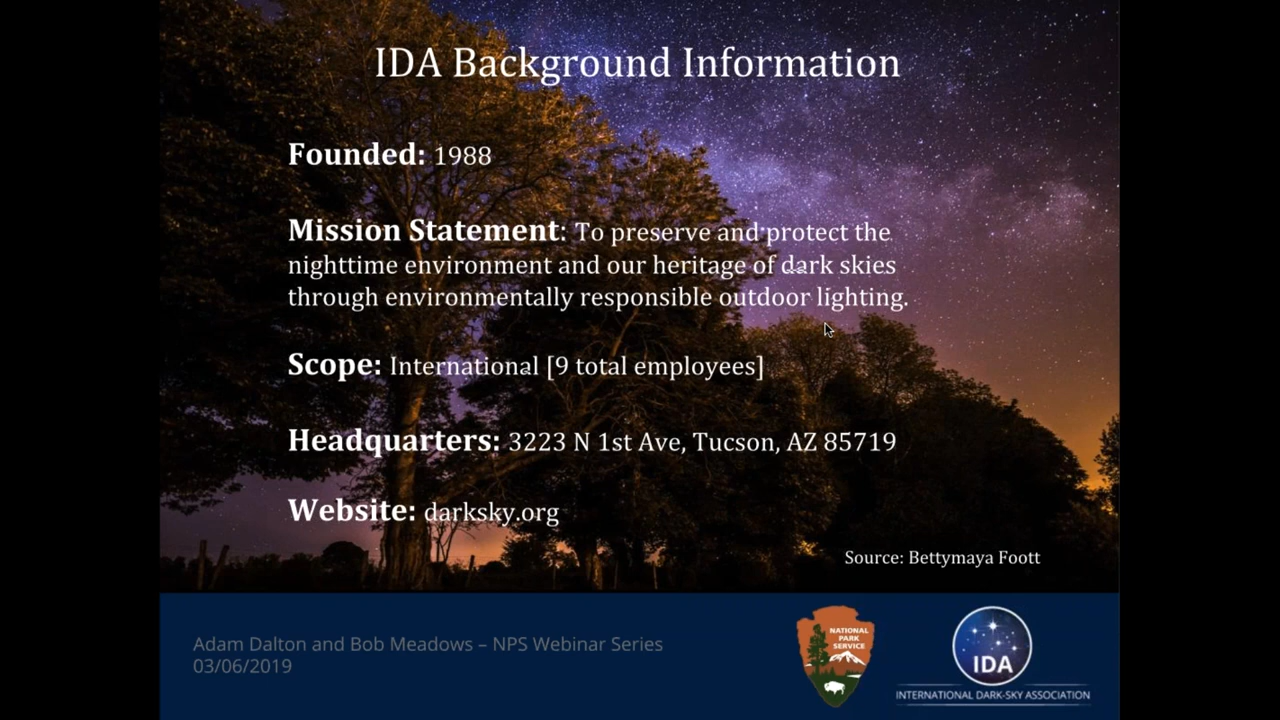 IDA Background Information
Founded: 1988
Mission Statement: To preserve and protect the
nighttime environment and our heritage of dark skies
through environmentally responsible outdoor lighting.
Scope: International [9 total employees]
Headquarters: 3223 N 1st Ave, Tucson, AZ 85719
Website: darksky.org
Source: Bettymaya Foott
Adam Dalton and Bob Meadows – NPS Webinar Series
03/06/2019
NATIONAL
PARK
SERVICE
IDA
INTERNATIONAL DARK-SKY ASSOCIATION